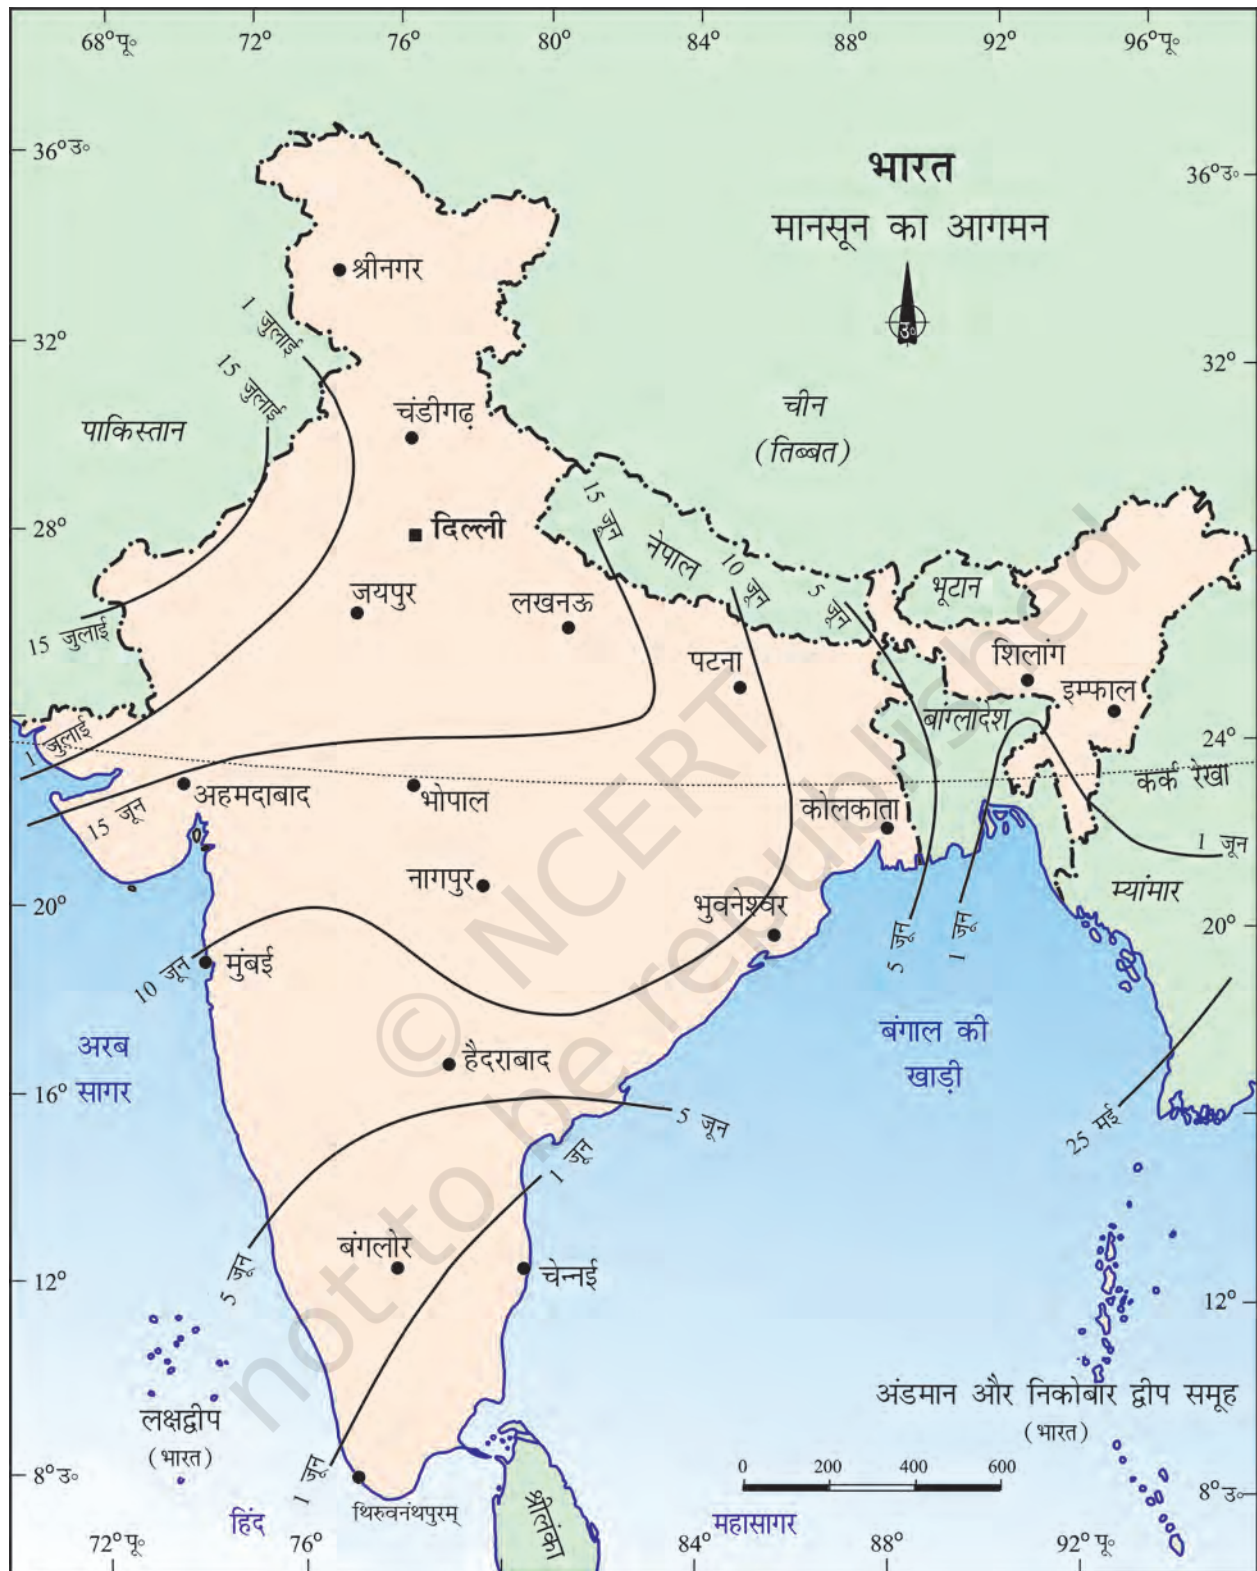 68°पू॰ 72° 76° 80° 84° 88° 92° 96°पू॰
36°उ॰
36°उ॰
भारत
मानसून का आगमन
उ॰
श्रीनगर
1 जुलाई
32°
32°
15 जुलाई
चंडीगढ़
चीन
(तिब्बत)
पाकिस्तान
15 जून
28°
दिल्ली
नेपाल
10 जून
5 जून
भूटान
जयपुर
लखनऊ
15 जुलाई
पटना
शिलांग
इम्फाल
बांग्लादेश
1 जुलाई
24°
कर्क रेखा
15 जून
अहमदाबाद
भोपाल
कोलकाता
1 जून
नागपुर
म्यांमार
20°
भुवनेश्वर
20°
5 जून
1 जून
10 जून
मुंबई
अरब
सागर
बंगाल की
खाड़ी
हैदराबाद
16°
25 मई
5 जून
1 जून
बंगलोर
चेन्नई
5 जून
12°
12°
लक्षद्वीप
(भारत)
अंडमान और निकोबार द्वीप समूह
(भारत)
0 200 400 600
8°उ॰
8°उ॰
1 जून
थिरुवनंथपुरम्
हिंद
महासागर
श्रीलंका
72°पू॰ 76° 84° 88° 92°पू॰
© NCERT
not to be republished